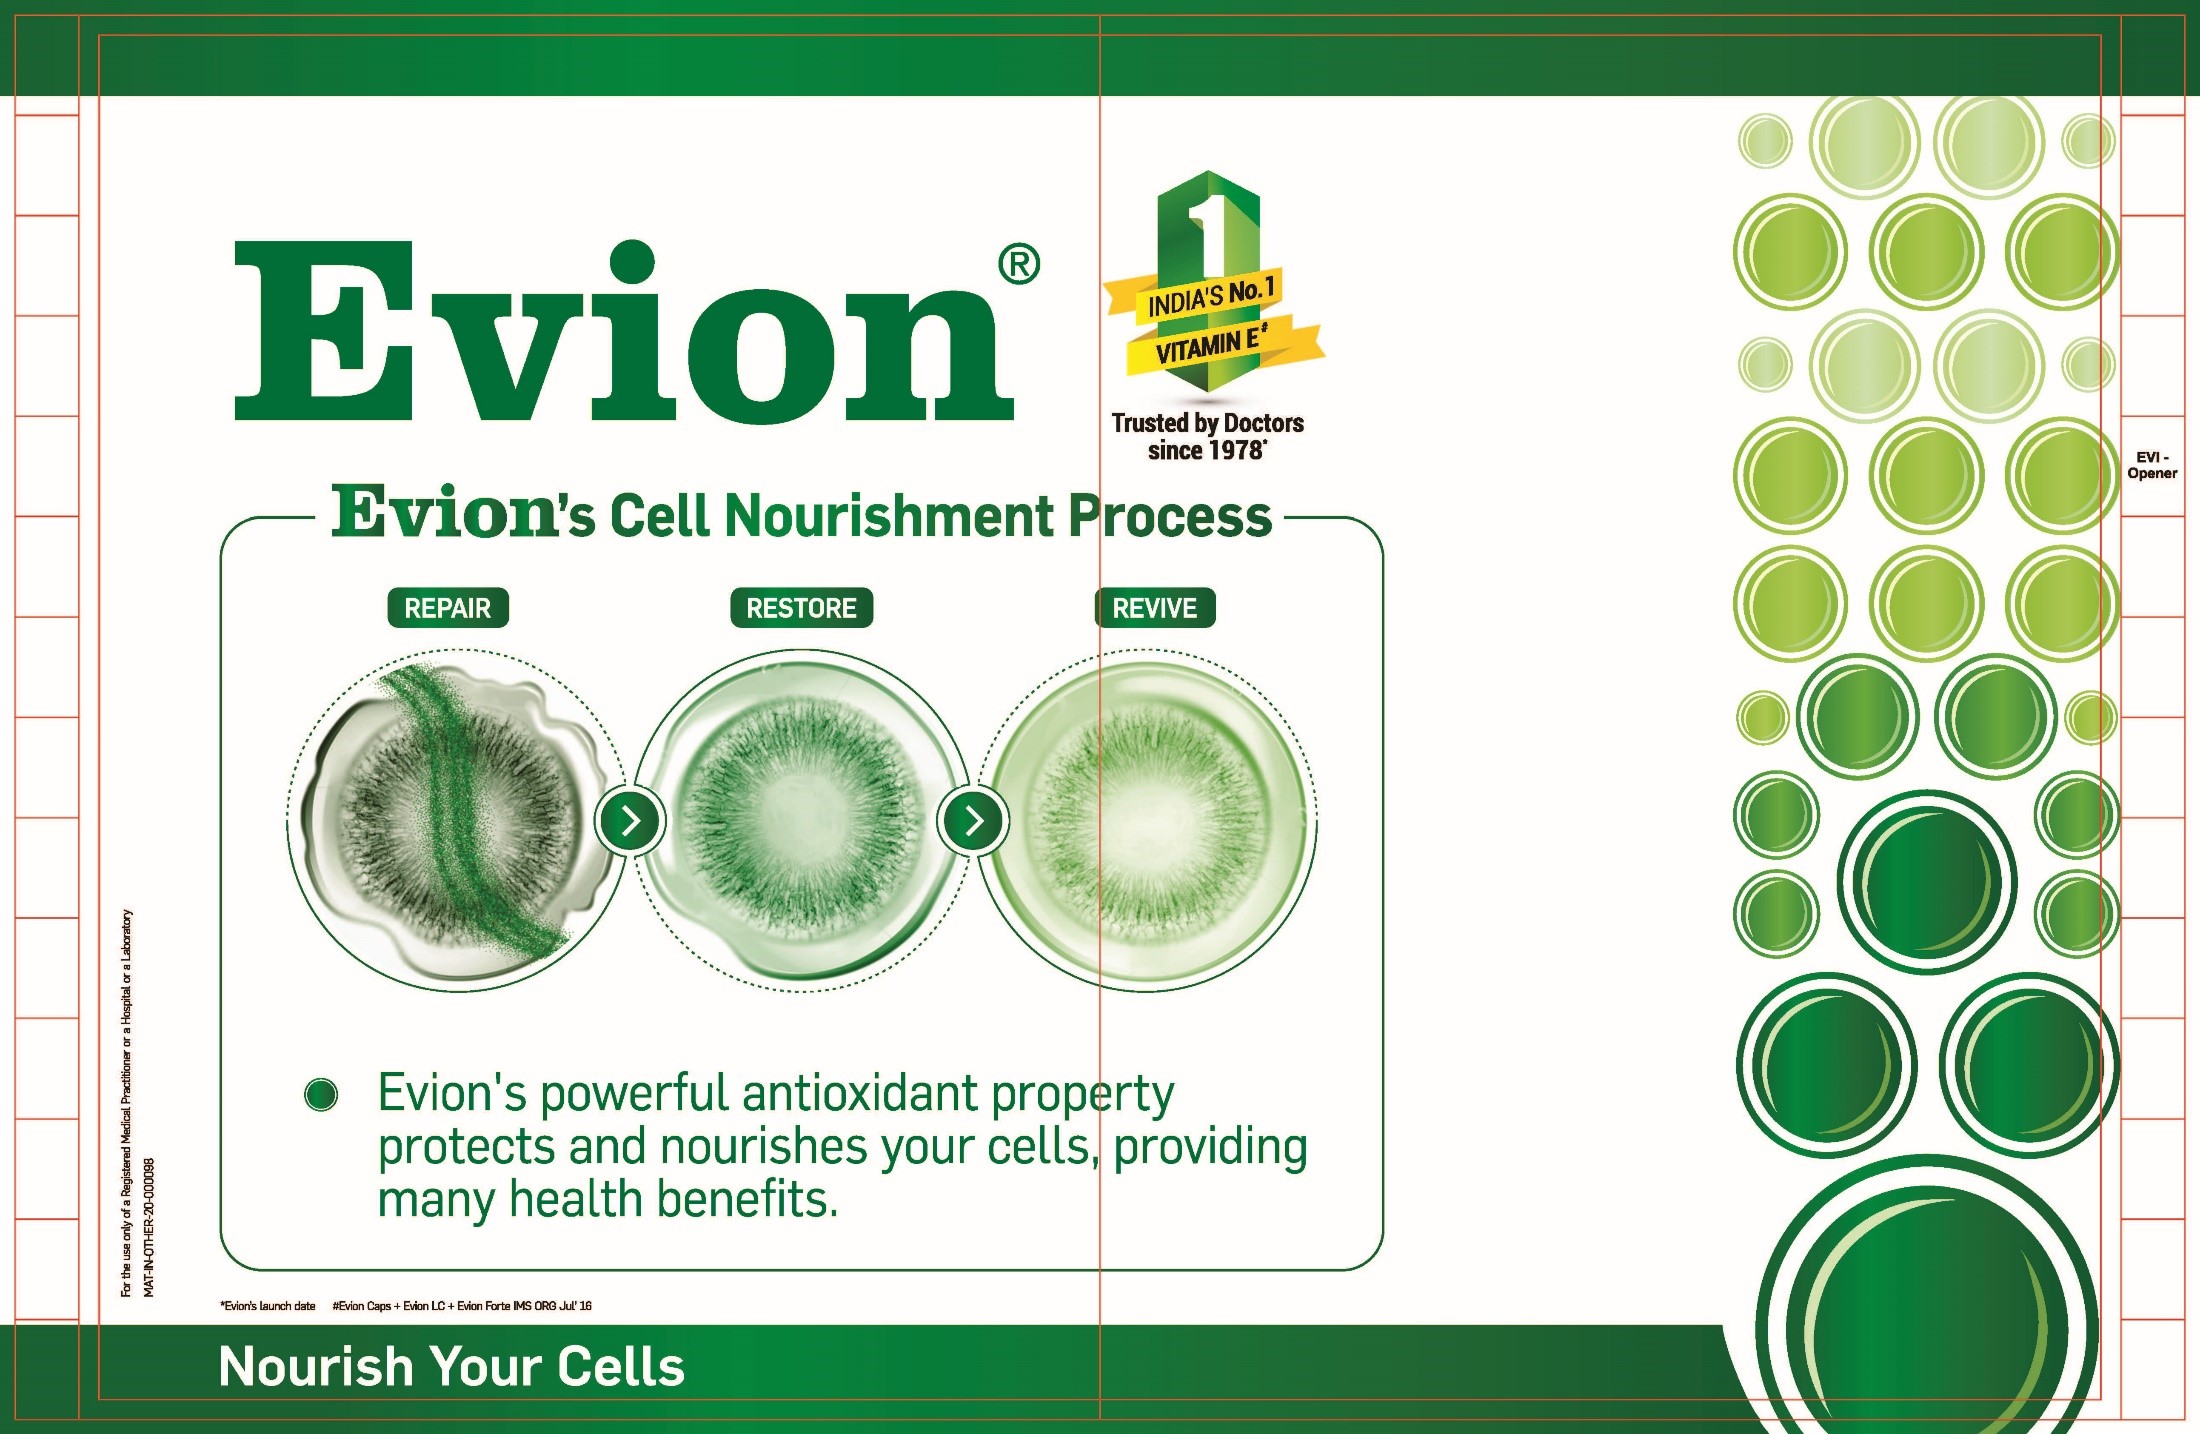 Evion®
1
INDIA'S No.1
VITAMIN E#
Trusted by Doctors
since 1978*
EVI -
Opener
Evion's Cell Nourishment Process
REPAIR
RESTORE
REVIVE
Evion's powerful antioxidant property
protects and nourishes your cells, providing
many health benefits.
For the use only of a Registered Medical Practitioner or a Hospital or a Laboratory
MAT-IN-OTHER-20-000098
*Evion's launch date #Evion Caps + Evion LC + Evion Forte IMS ORG Jul' 16
Nourish Your Cells